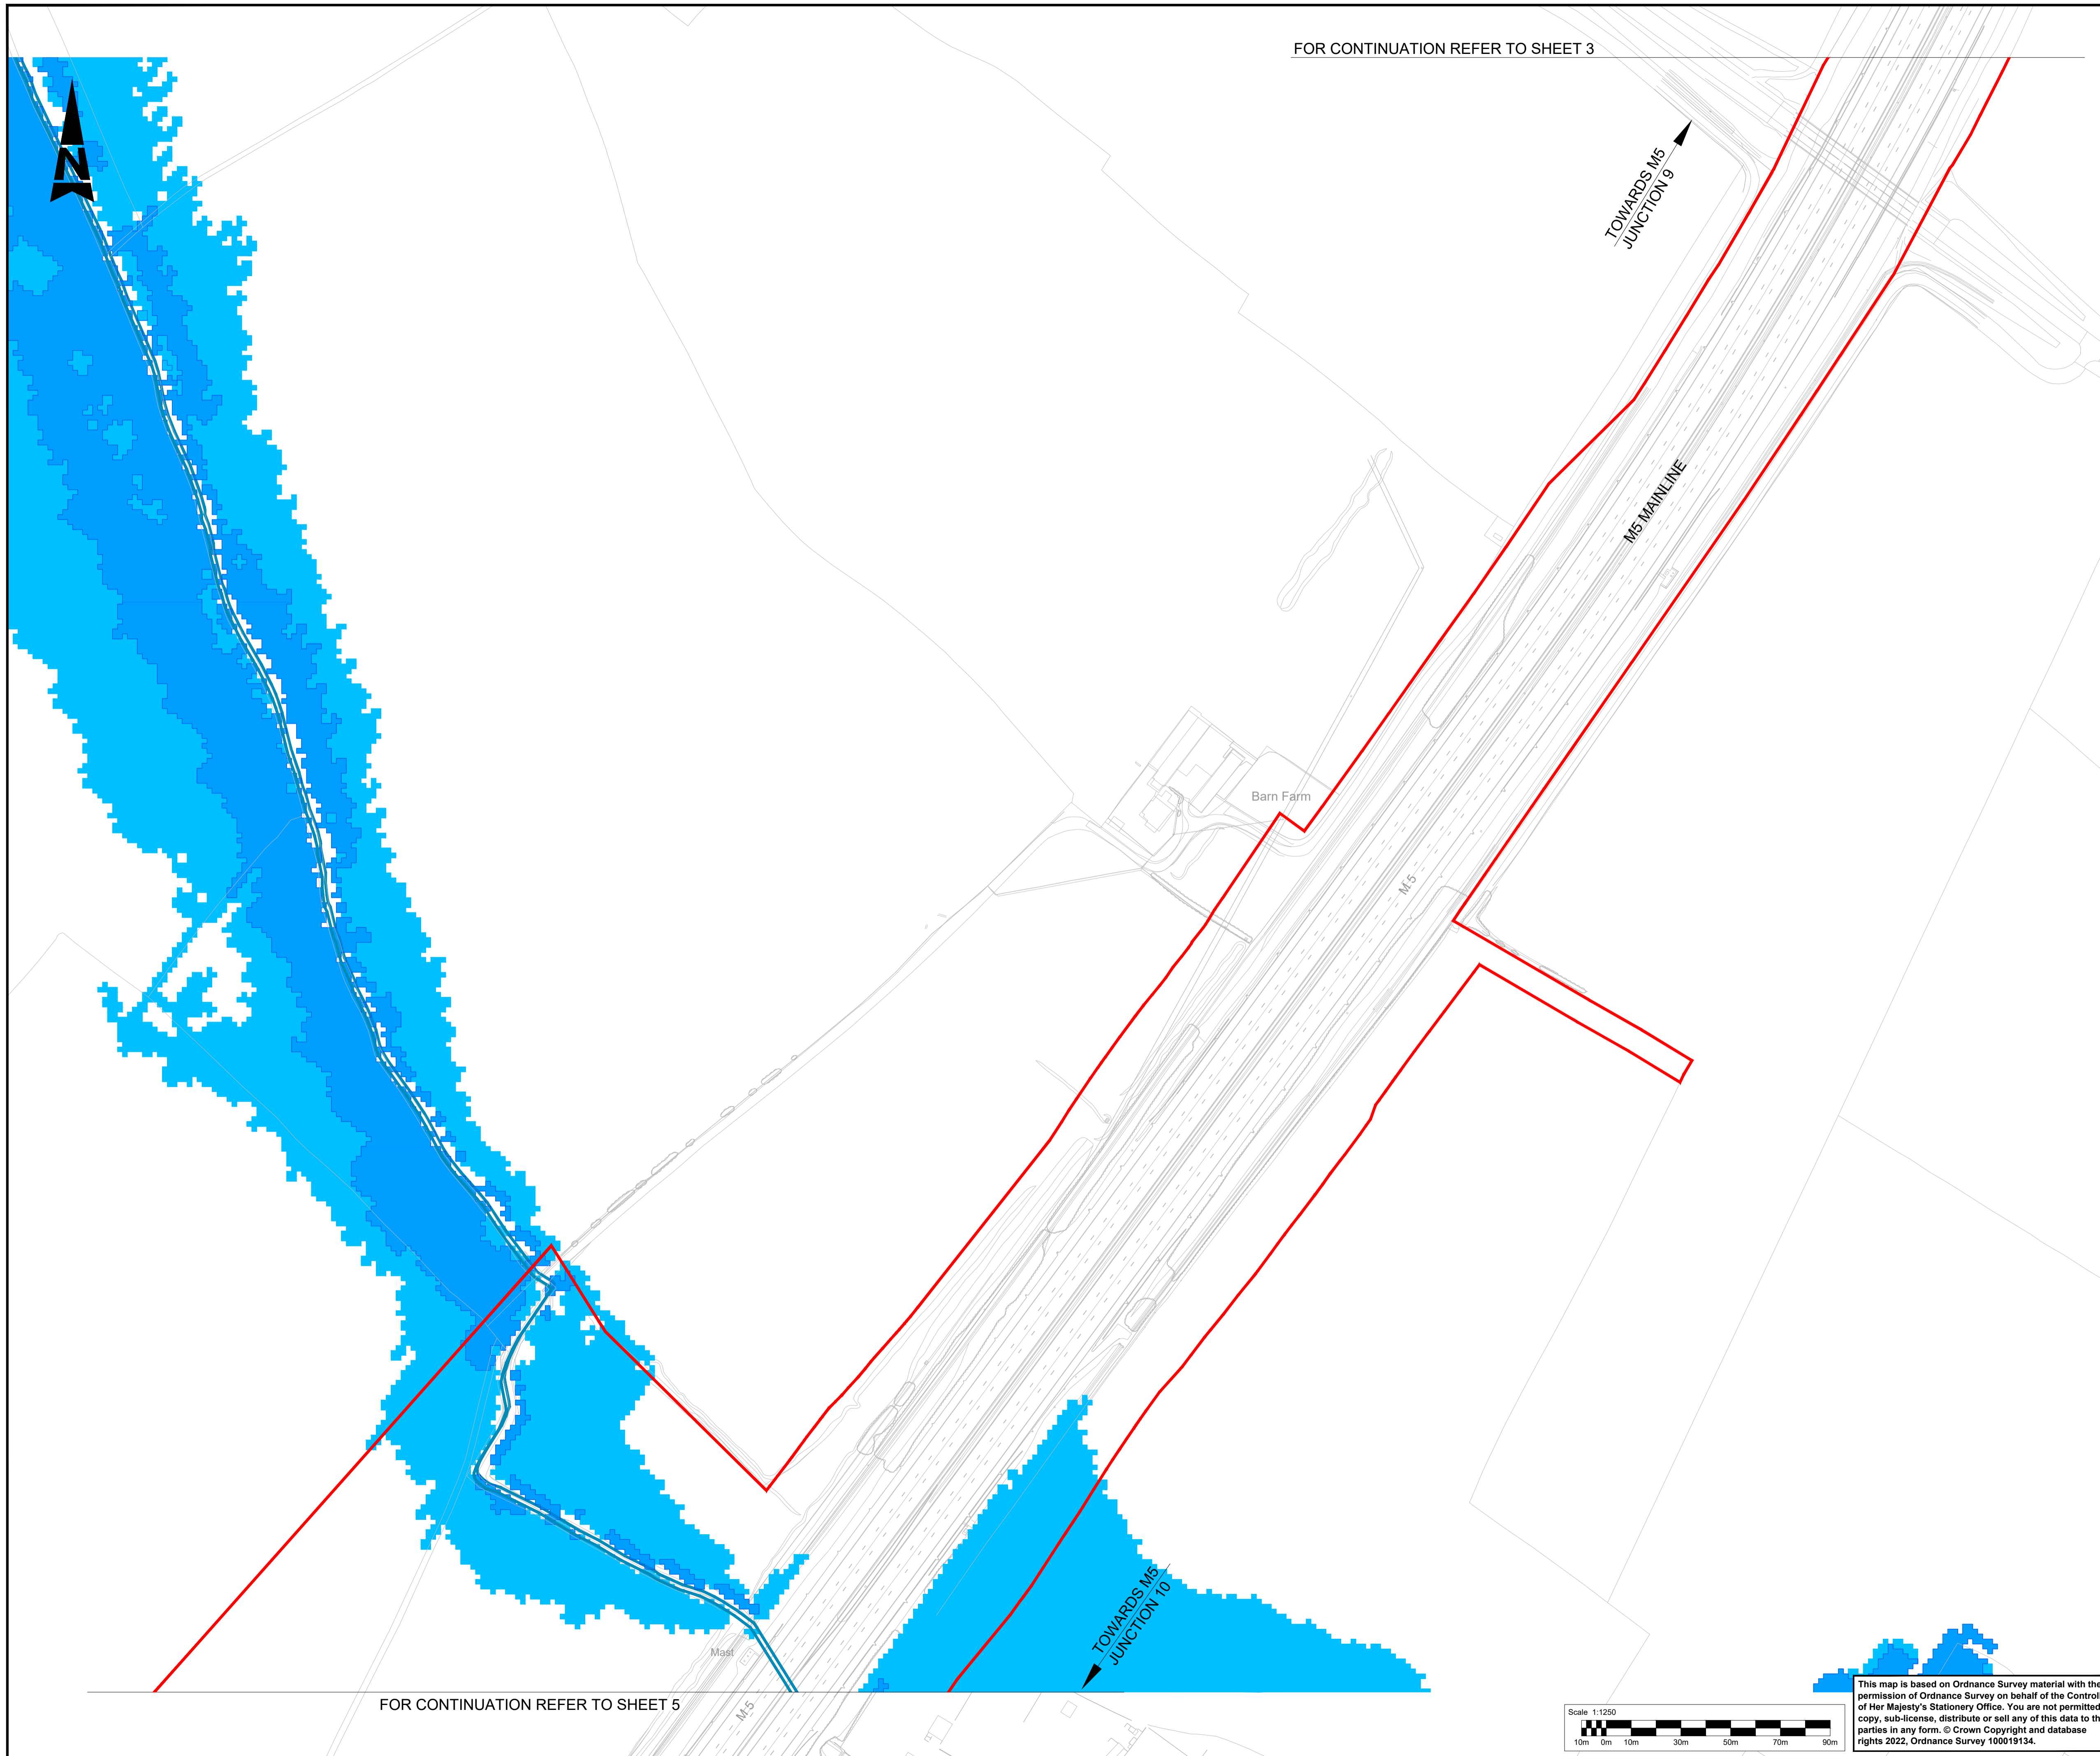 FOR CONTINUATION REFER TO SHEET 3
N
TOWARDS M5
JUNCTION 9
M5 MAINLINE
Barn Farm
M 5
TOWARDS M5
JUNCTION 10
Mast
FOR CONTINUATION REFER TO SHEET 5
M 5
Scale 1:1250
10m 0m 10m 30m 50m 70m 90m
This map is based on Ordnance Survey material with the
permission of Ordnance Survey on behalf of the Controll
of Her Majesty's Stationery Office. You are not permitted
copy, sub-license, distribute or sell any of this data to th
parties in any form. © Crown Copyright and database
rights 2022, Ordnance Survey 100019134.